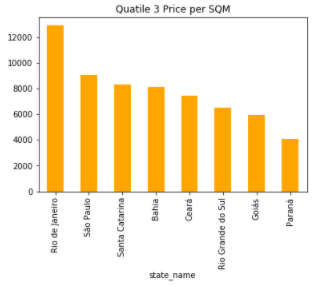 Quatile 3 Price per SQM
12000
10000
8000
6000
4000
2000
0
Rio de Janeiro
São Paulo
Santa Catarina
Bahia
Ceará
Rio Grande do Sul
Goiás
Paraná
state_name